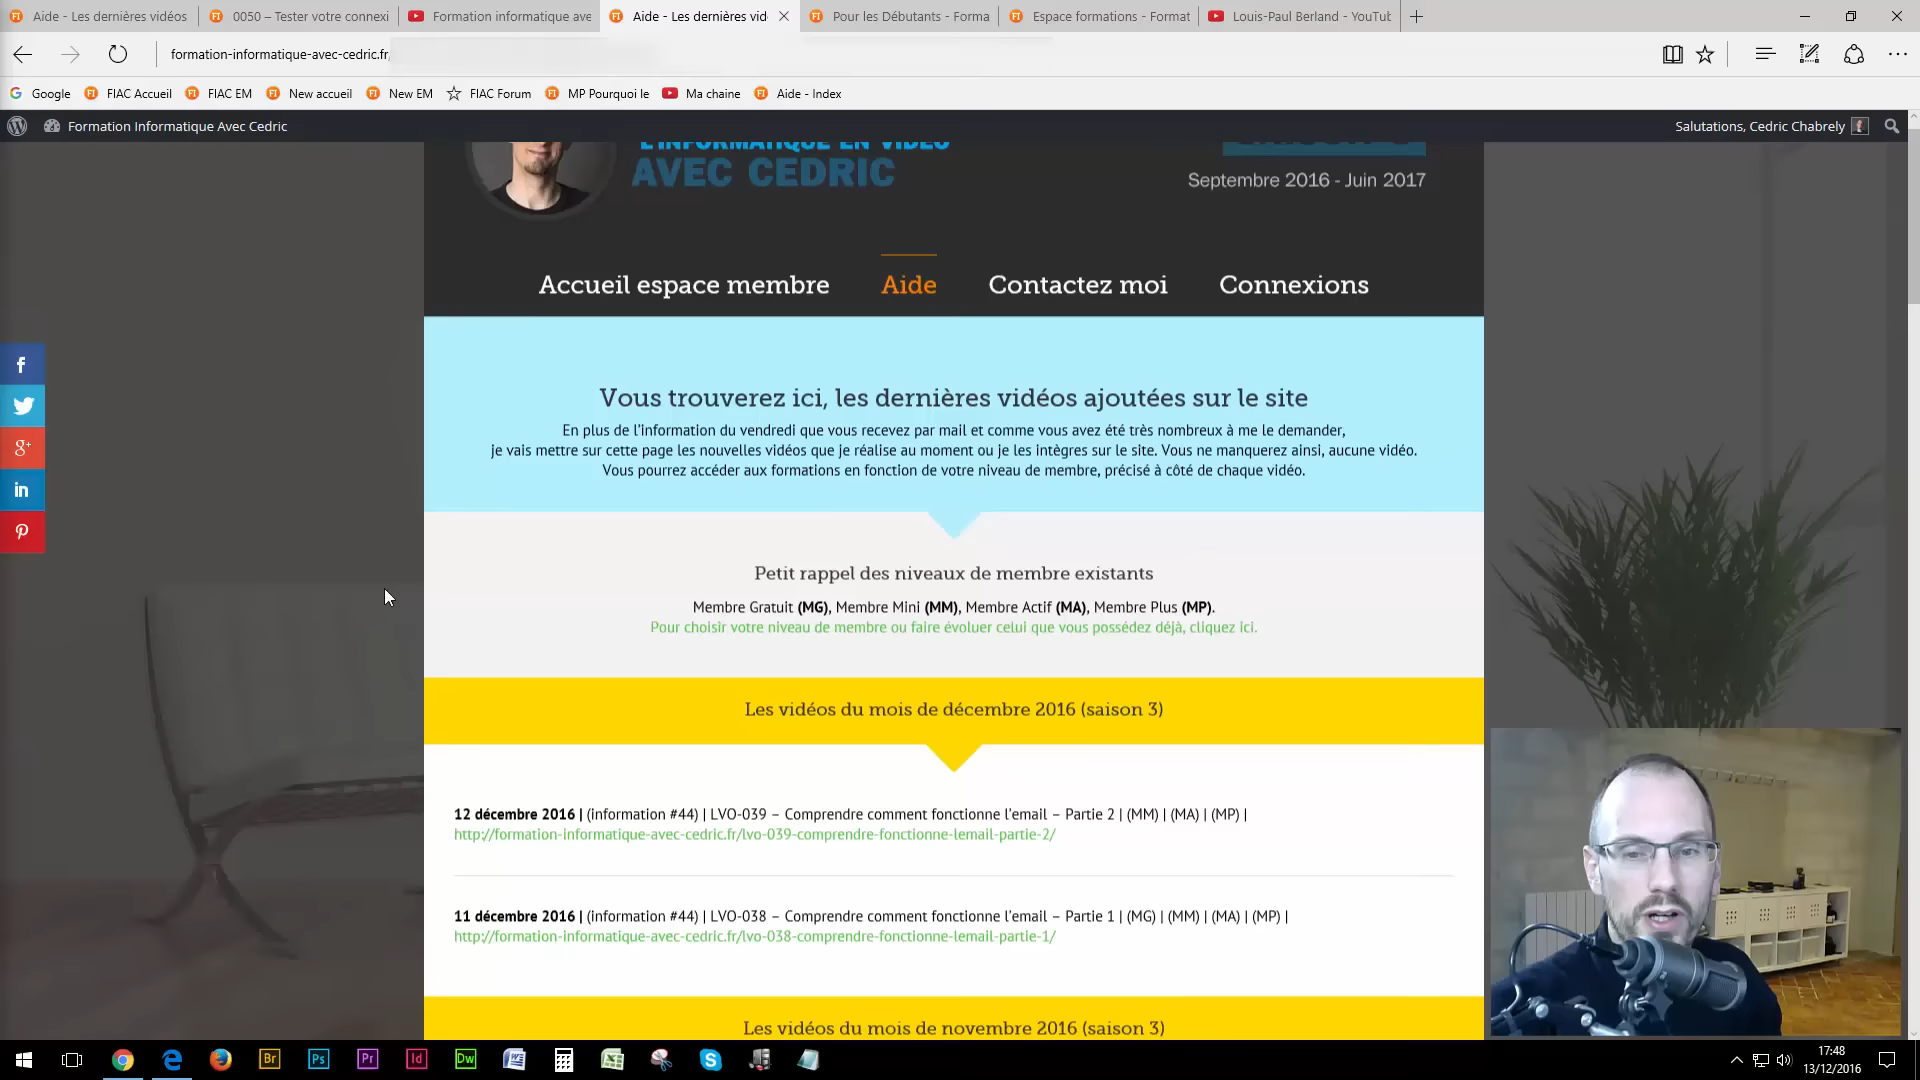 Aide - Les dernières vidéos
0050 – Tester votre connexi
Formation informatique ave
Aide - Les dernières vid
Pour les Débutants - Forma
Espace formations - Format
Louis-Paul Berland - YouTub
formation-informatique-avec-cedric.fr/
Google
FIAC Accueil
FIAC EM
New accueil
New EM
FIAC Forum
MP Pourquoi le
Ma chaine
Aide - Index
Formation Informatique Avec Cedric
Salutations, Cedric Chabrely
L'INFORMATIQUE EN VIDÉO
AVEC CEDRIC
Septembre 2016 - Juin 2017
Accueil espace membre
Aide
Contactez moi
Connexions
Vous trouverez ici, les dernières vidéos ajoutées sur le site
En plus de l'information du vendredi que vous recevez par mail et comme vous avez été très nombreux à me le demander,
je vais mettre sur cette page les nouvelles vidéos que je réalise au moment ou je les intègres sur le site. Vous ne manquerez ainsi, aucune vidéo.
Vous pourrez accéder aux formations en fonction de votre niveau de membre, précisé à côté de chaque vidéo.
Petit rappel des niveaux de membre existants
Membre Gratuit (MG), Membre Mini (MM), Membre Actif (MA), Membre Plus (MP).
Pour choisir votre niveau de membre ou faire évoluer celui que vous possédez déjà, cliquez ici.
Les vidéos du mois de décembre 2016 (saison 3)
12 décembre 2016 | (information #44) | LVO-039 – Comprendre comment fonctionne l'email – Partie 2 | (MM) | (MA) | (MP) |
http://formation-informatique-avec-cedric.fr/lvo-039-comprendre-fonctionne-lemail-partie-2/
11 décembre 2016 | (information #44) | LVO-038 – Comprendre comment fonctionne l'email – Partie 1 | (MG) | (MM) | (MA) | (MP) |
http://formation-informatique-avec-cedric.fr/lvo-038-comprendre-fonctionne-lemail-partie-1/
Les vidéos du mois de novembre 2016 (saison 3)
Br
Ps
Pr
Id
Dw
17:48
13/12/2016